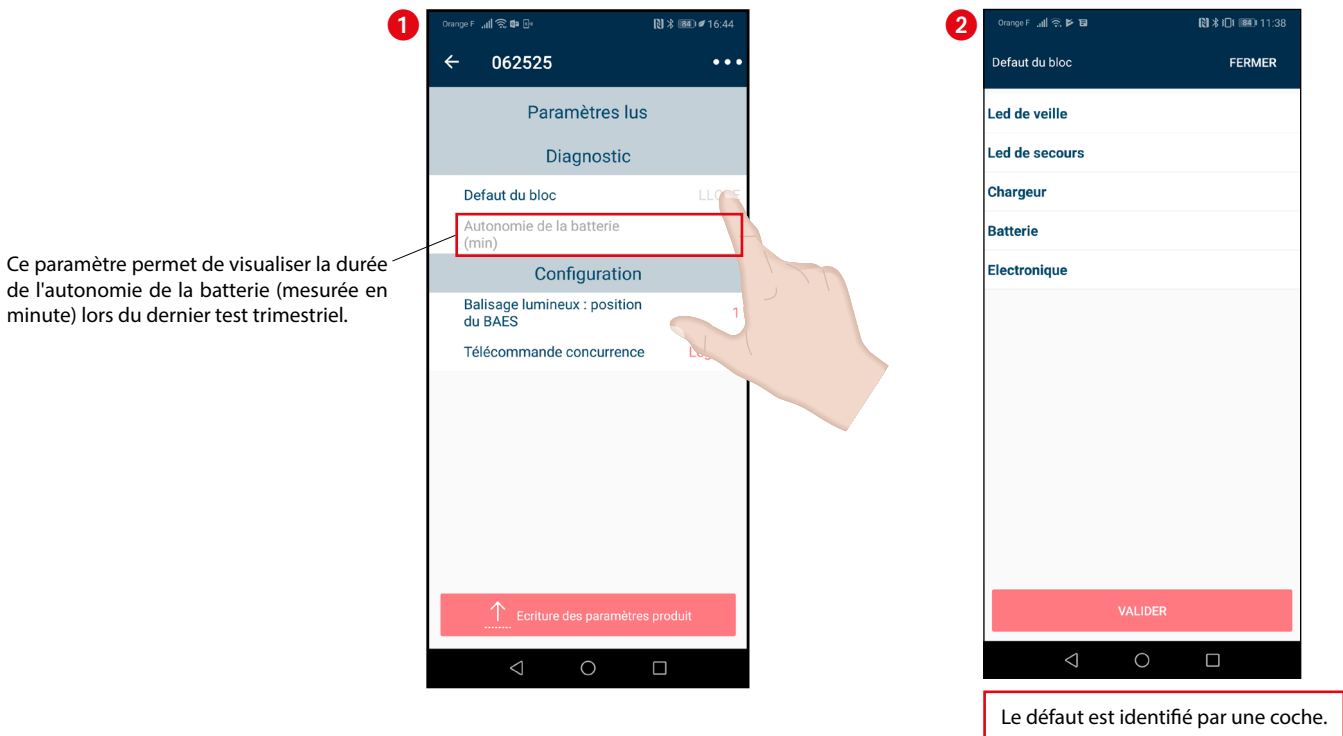 1
Orange F 84 16:44
062525
Paramètres lus
Diagnostic
Defaut du bloc
Autonomie de la batterie
(min)
Configuration
Balisage lumineux : position
du BAES 1
Télécommande concurrence
Ecriture des paramètres produit
Ce paramètre permet de visualiser la durée
de l'autonomie de la batterie (mesurée en
minute) lors du dernier test trimestriel.
2
Orange F 84 11:38
Defaut du bloc FERMER
Led de veille
Led de secours
Chargeur
Batterie
Electronique
VALIDER
Le défaut est identifié par une coche.